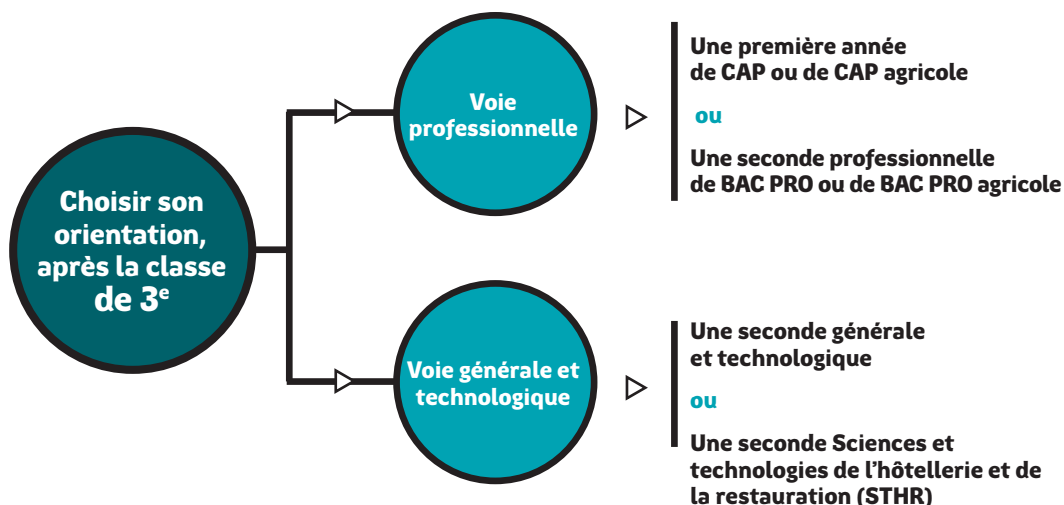 Choisir son
orientation,
après la classe
de 3e
Voie
professionnelle
Une première année
de CAP ou de CAP agricole
ou
Une seconde professionnelle
de BAC PRO ou de BAC PRO agricole
Voie générale et
technologique
Une seconde générale
et technologique
ou
Une seconde Sciences et
technologies de l’hôtellerie et de
la restauration (STHR)